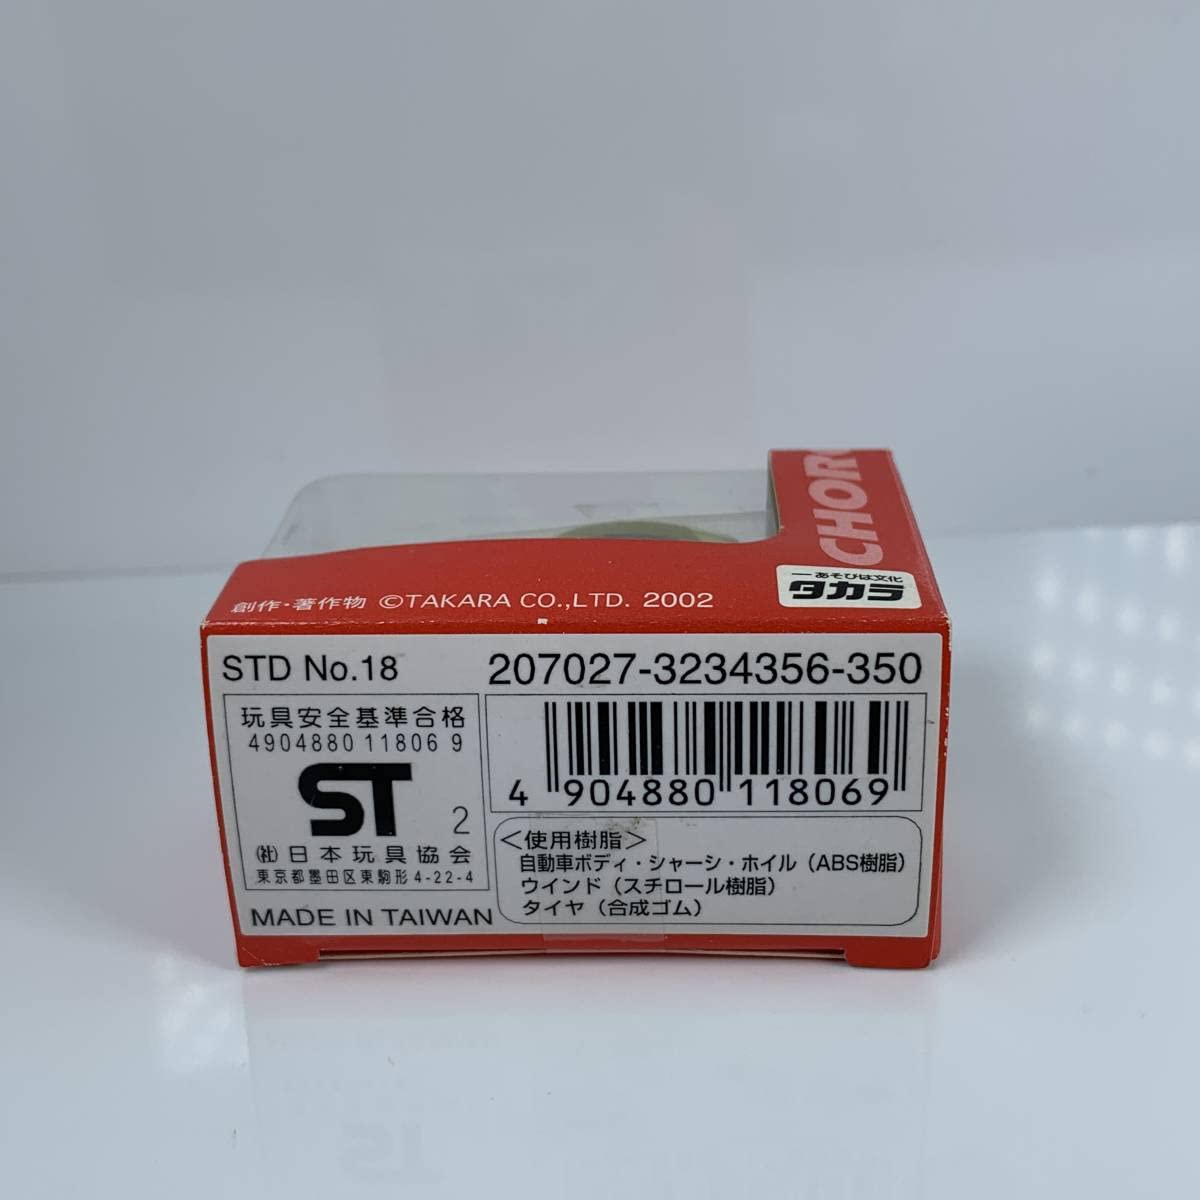 CHOR
ーあそびは文化
タカラ
創作・著作物 ©TAKARA CO.,LTD. 2002
STD No.18
207027-3234356-350
玩具安全基準合格
4904880 11806 9
ST 2
㈳日本玩具協会
東京都墨田区東駒形4-22-4
MADE IN TAIWAN
4 904880 118069
<使用樹脂>
自動車ボディ・シャーシ・ホイル（ABS樹脂）
ウインド（スチロール樹脂）
タイヤ（合成ゴム）